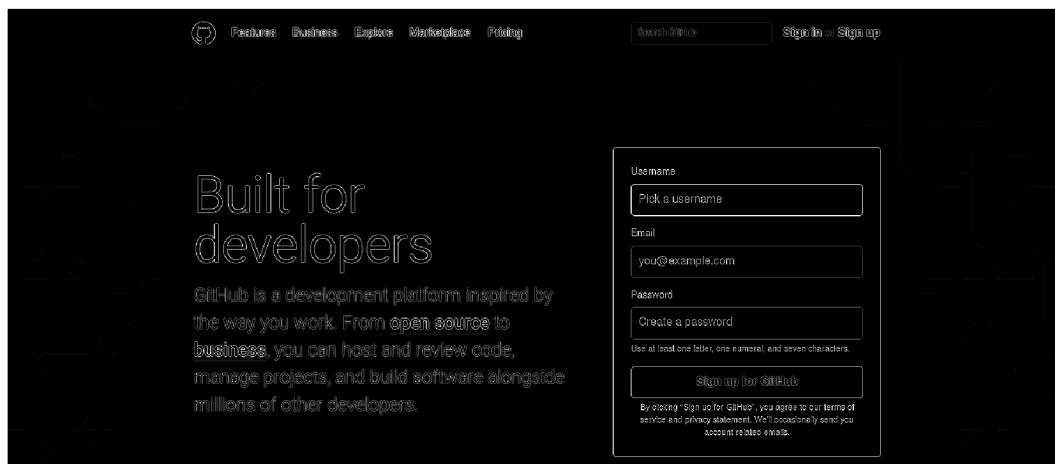 Features Business Explore Marketplace Pricing Search GitHub Sign in or Sign up
Built for
developers
GitHub is a development platform inspired by
the way you work. From open source to
business, you can host and review code,
manage projects, and build software alongside
millions of other developers.
Username
Pick a username
Email
you@example.com
Password
Create a password
Use at least one letter, one numeral, and seven characters.
Sign up for GitHub
By clicking "Sign up for GitHub", you agree to our terms of
service and privacy statement. We'll occasionally send you
account related emails.